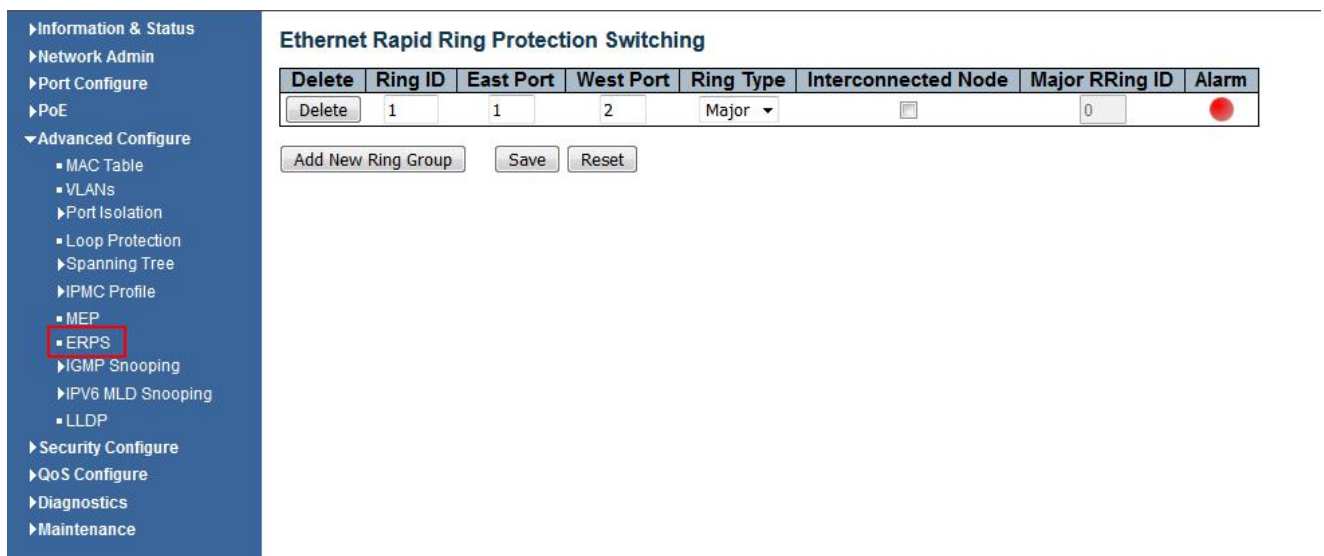 Information & Status
Network Admin
Port Configure
PoE
Advanced Configure
MAC Table
VLANs
Port Isolation
Loop Protection
Spanning Tree
IPMC Profile
MEP
ERPS
IGMP Snooping
IPV6 MLD Snooping
LLDP
Security Configure
QoS Configure
Diagnostics
Maintenance
Ethernet Rapid Ring Protection Switching
Delete Ring ID East Port West Port Ring Type Interconnected Node Major RRing ID Alarm
Delete 1 1 2 Major 0
Add New Ring Group Save Reset